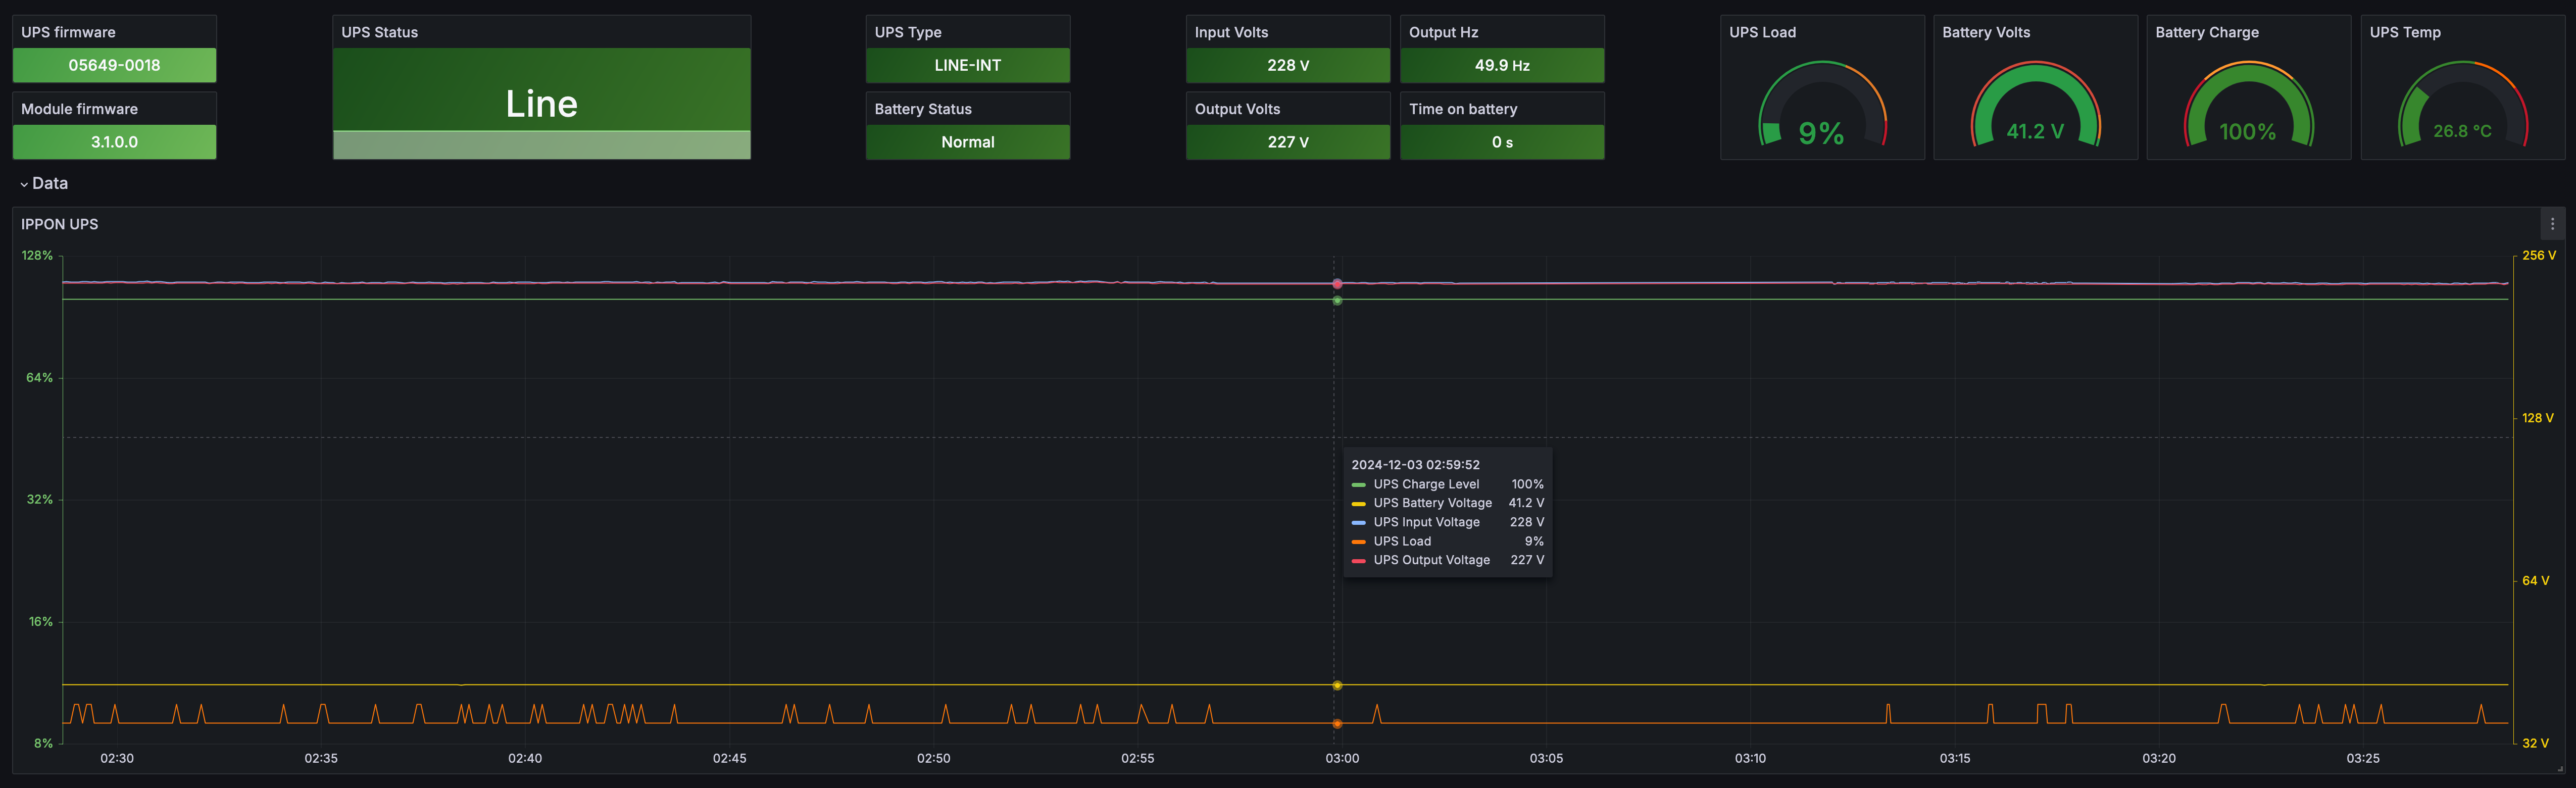 UPS firmware
05649-0018
Module firmware
3.1.0.0
UPS Status
Line
UPS Type
LINE-INT
Battery Status
Normal
Input Volts
228 V
Output Volts
227 V
Output Hz
49.9 Hz
Time on battery
0 s
UPS Load
9%
Battery Volts
41.2 V
Battery Charge
100%
UPS Temp
26.8 °C
Data
IPPON UPS
128%
64%
32%
16%
8%
256 V
128 V
64 V
32 V
2024-12-03 02:59:52
UPS Charge Level 100%
UPS Battery Voltage 41.2 V
UPS Input Voltage 228 V
UPS Load 9%
UPS Output Voltage 227 V
02:30 02:35 02:40 02:45 02:50 02:55 03:00 03:05 03:10 03:15 03:20 03:25